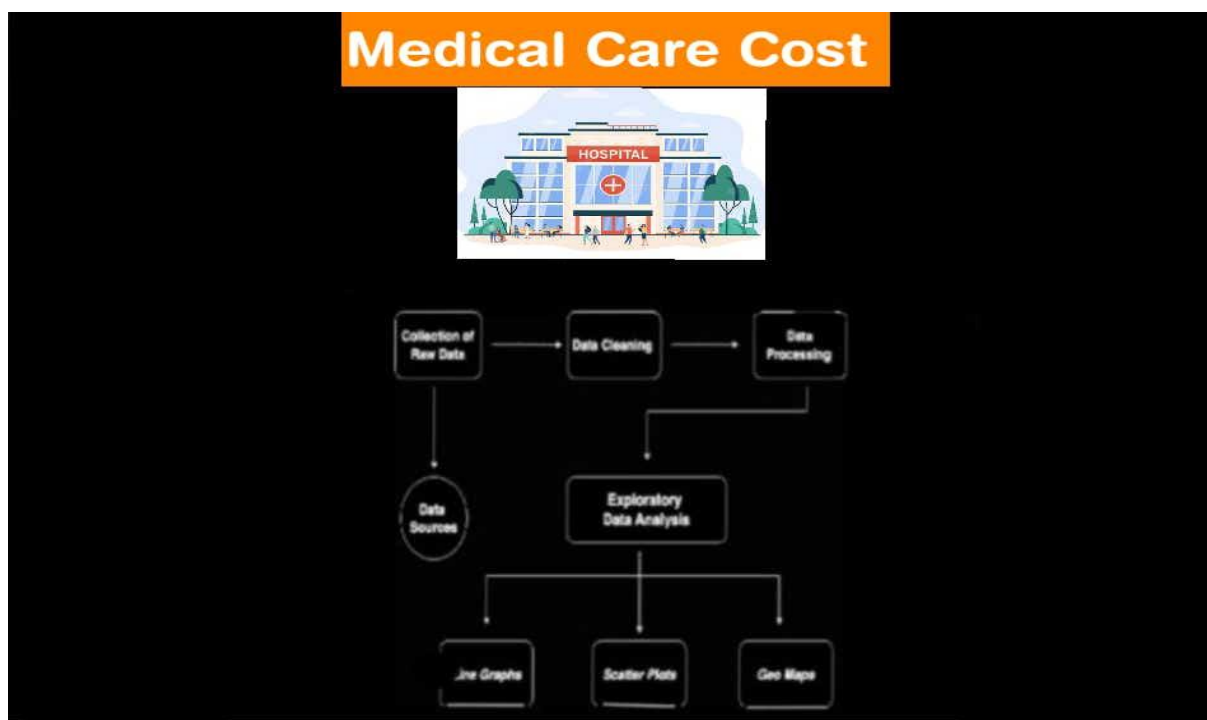 Medical Care Cost
HOSPITAL
Collection of
Raw Data
Data Cleaning
Data
Processing
Data
Sources
Exploratory
Data Analysis
Graphs
Scatter Plots
Geo Maps